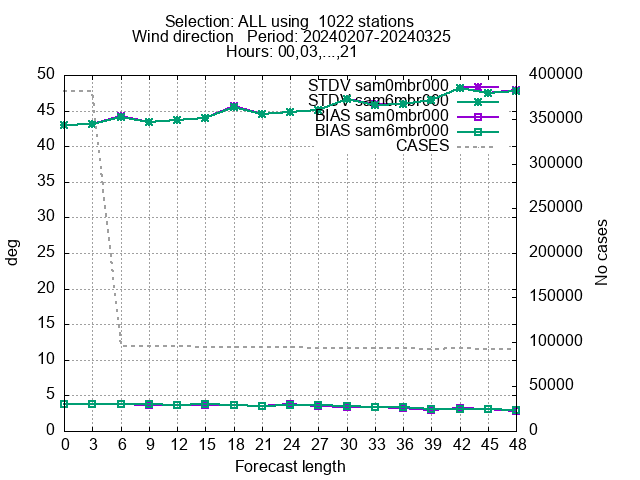 Selection: ALL using  1022 stations
Wind direction   Period: 20240207-20240325
Hours: 00,03,...,21
50 400000
STDV sam0mbr000
STDV sam6mbr000
BIAS sam0mbr000
BIAS sam6mbr000
CASES
45 350000
40 300000
35 250000
30 200000
25 150000
20 100000
15 50000
10 0
5
0
deg
No cases
0 3 6 9 12 15 18 21 24 27 30 33 36 39 42 45 48
Forecast length